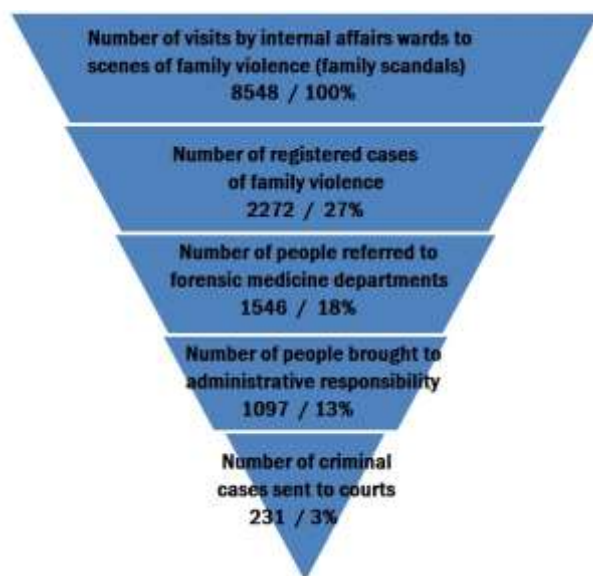 Number of visits by internal affairs wards to
scenes of family violence (family scandals)
8548 / 100%
Number of registered cases
of family violence
2272 / 27%
Number of people referred to
forensic medicine departments
1546 / 18%
Number of people brought to
administrative responsibility
1097 / 13%
Number of criminal
cases sent to courts
231 / 3%